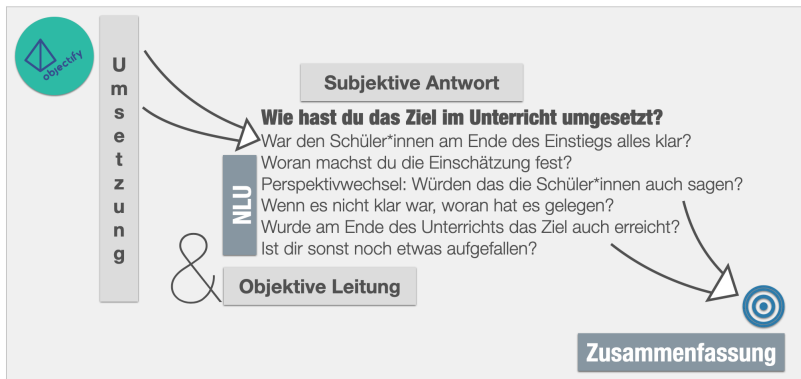 objectify
Umsetzung
Subjektive Antwort
Wie hast du das Ziel im Unterricht umgesetzt?
War den Schüler*innen am Ende des Einstiegs alles klar?
Woran machst du die Einschätzung fest?
Perspektivwechsel: Würden das die Schüler*innen auch sagen?
Wenn es nicht klar war, woran hat es gelegen?
Wurde am Ende des Unterrichts das Ziel auch erreicht?
Ist dir sonst noch etwas aufgefallen?
NLU
&
Objektive Leitung
Zusammenfassung